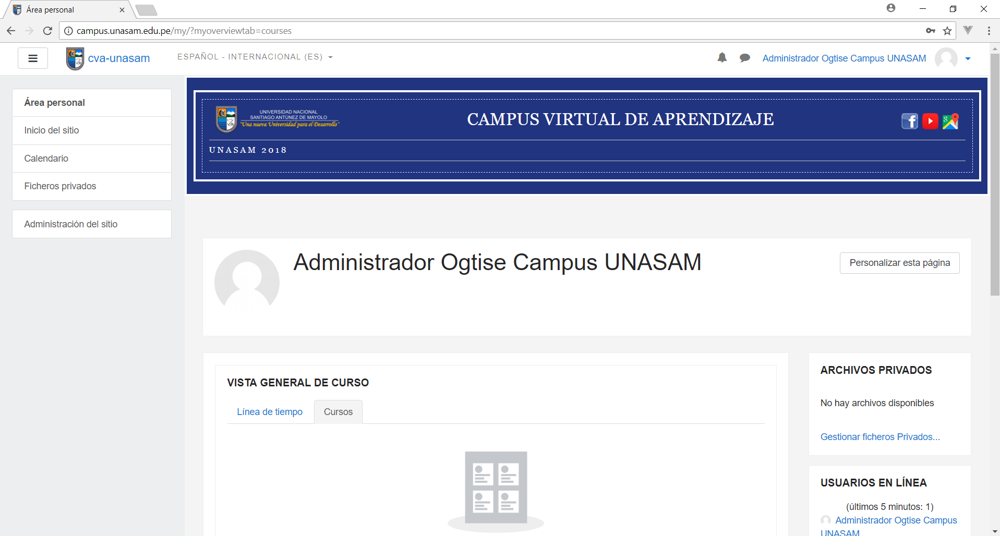 Área personal
campus.unasam.edu.pe/my/?myoverviewtab=courses
cva-unasam
ESPAÑOL - INTERNACIONAL (ES)
Administrador Ogtise Campus UNASAM
Área personal
Inicio del sitio
Calendario
Ficheros privados
Administración del sitio
UNIVERSIDAD NACIONAL
SANTIAGO ANTÚNEZ DE MAYOLO
"Una nueva Universidad para el Desarrollo"
CAMPUS VIRTUAL DE APRENDIZAJE
UNASAM 2018
Administrador Ogtise Campus UNASAM
Personalizar esta página
VISTA GENERAL DE CURSO
Línea de tiempo
Cursos
ARCHIVOS PRIVADOS
No hay archivos disponibles
Gestionar ficheros Privados...
USUARIOS EN LÍNEA
(últimos 5 minutos: 1)
Administrador Ogtise Campus
UNASAM